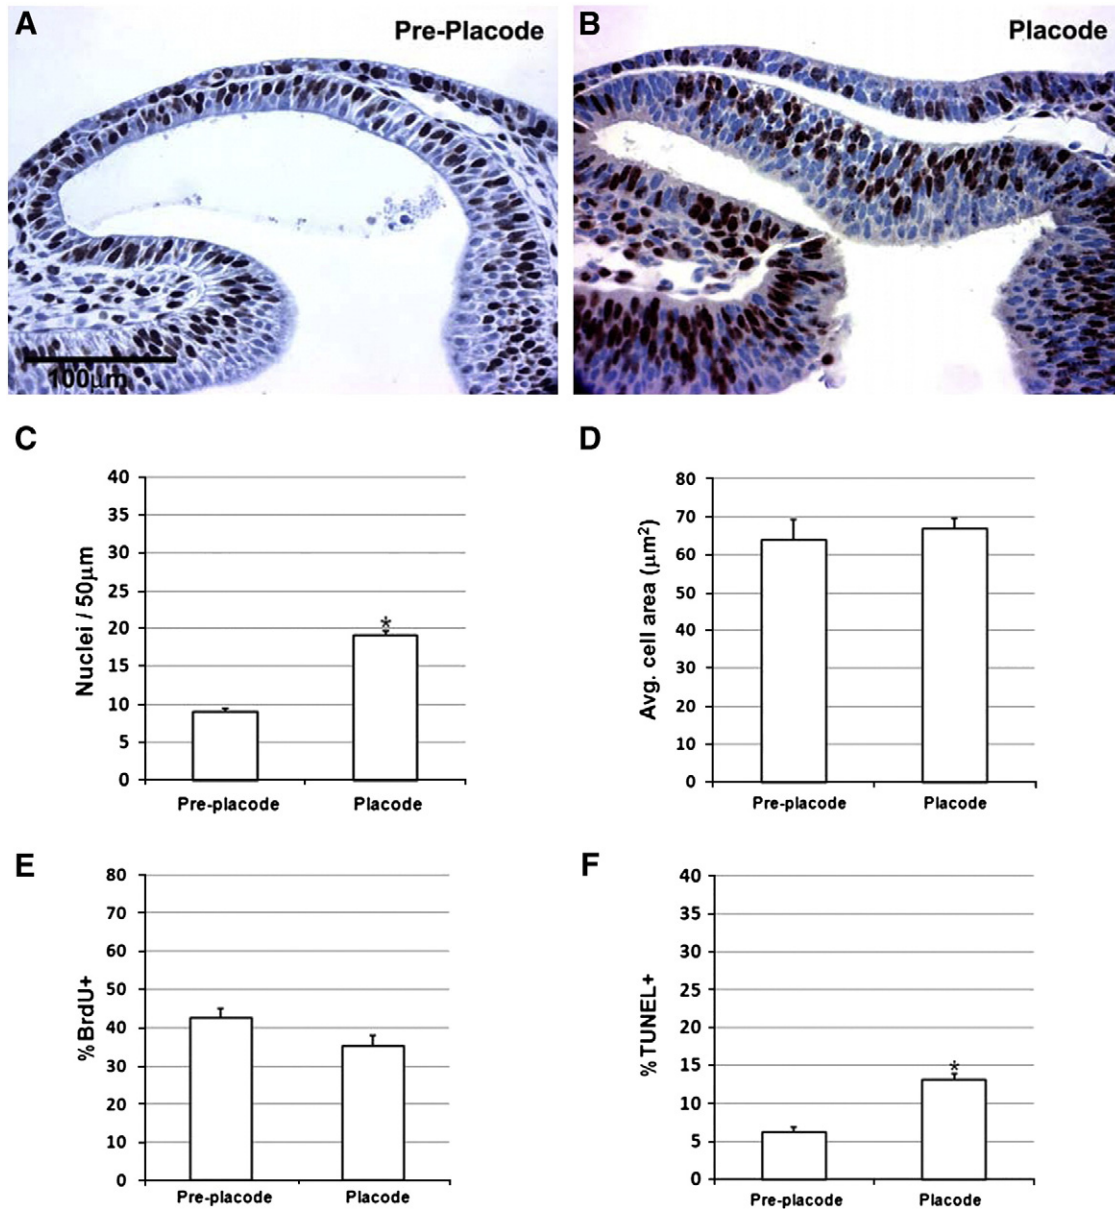 A
Pre-Placode
100μm
B
Placode
C
Nuclei / 50μm
40
35
30
25
20
15
10
5
0
*
Pre-placode
Placode
D
Avg. cell area (μm²)
80
70
60
50
40
30
20
10
0
Pre-placode
Placode
E
%BrdU+
80
70
60
50
40
30
20
10
0
Pre-placode
Placode
F
%TUNEL+
40
35
30
25
20
15
10
5
0
*
Pre-placode
Placode